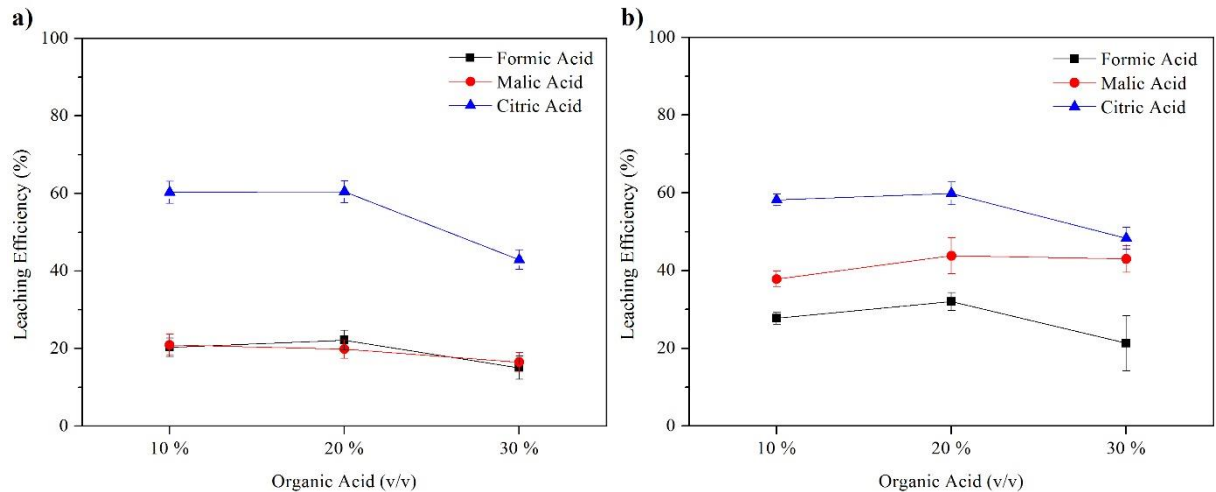 a)
100
80
60
40
20
0
Leaching Efficiency (%)
Formic Acid
Malic Acid
Citric Acid
10 %
20 %
30 %
Organic Acid (v/v)
b)
100
80
60
40
20
0
Leaching Efficiency (%)
Formic Acid
Malic Acid
Citric Acid
10 %
20 %
30 %
Organic Acid (v/v)